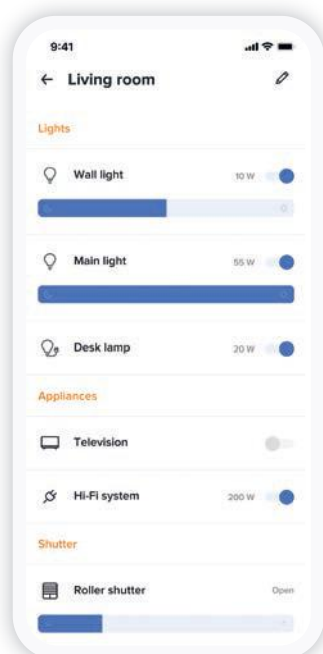 9:41
Living room
Lights
Wall light 10 W
Main light 55 W
Desk lamp 20 W
Appliances
Television
Hi-Fi system 200 W
Shutter
Roller shutter Open